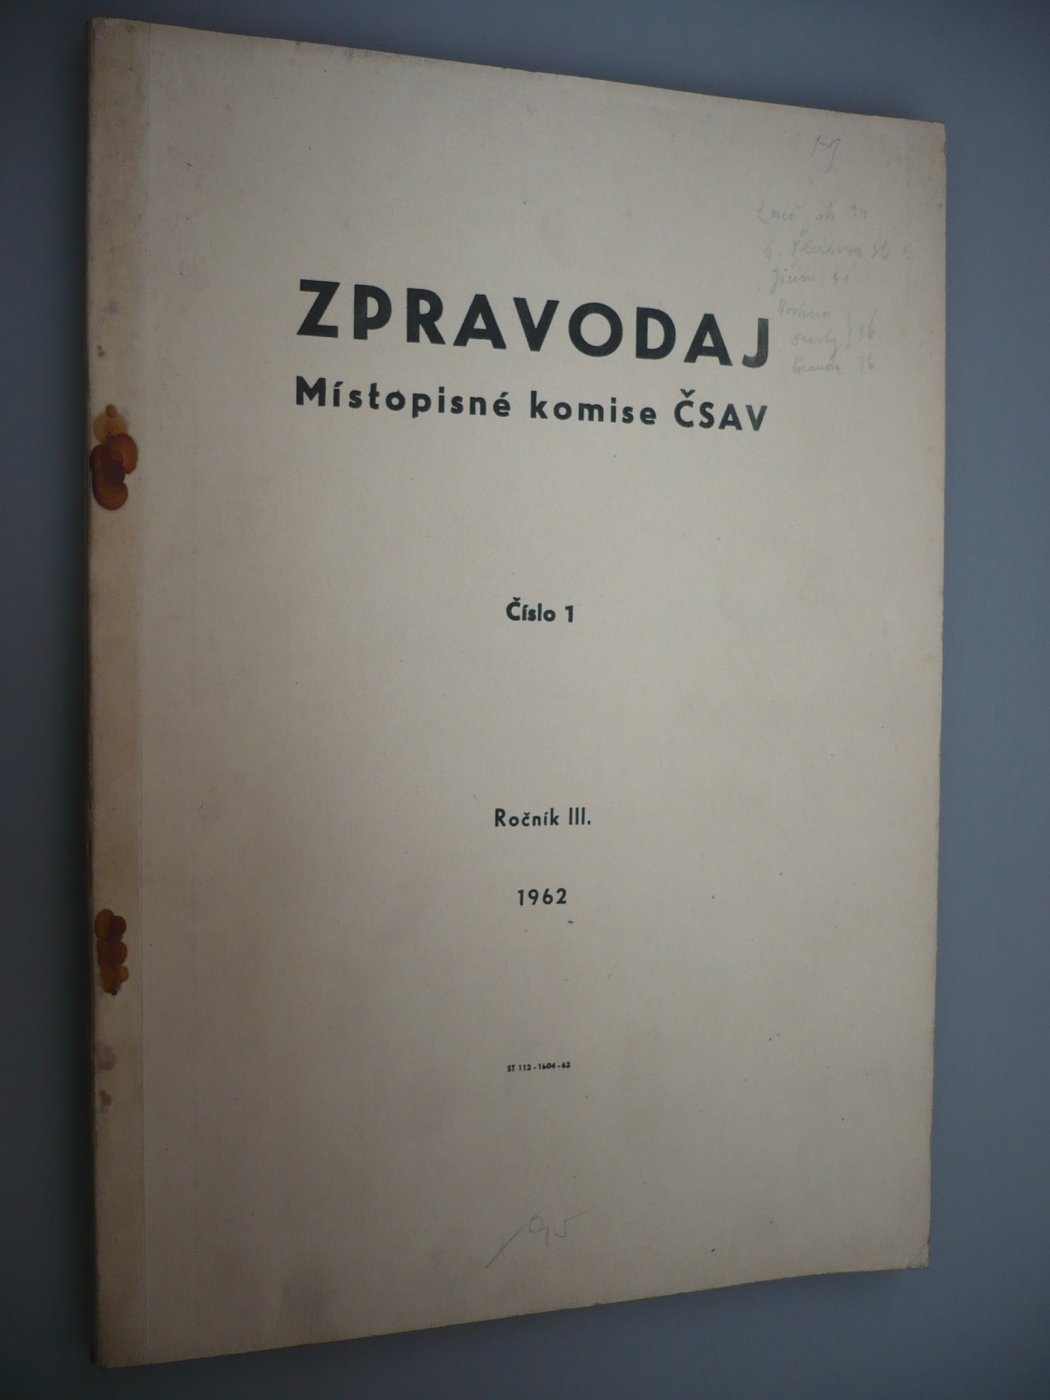 ZPRAVODAJ
Místopisné komise ČSAV
Číslo 1
Ročník III.
1962
ST 112 - 1604 - 62